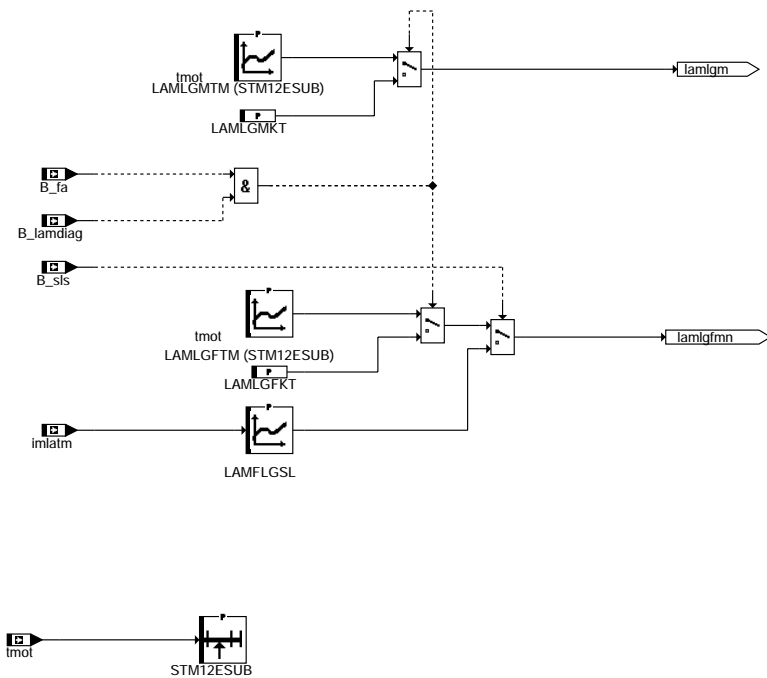 P
lamlgm
tmot
LAMLGMTM (STM12ESUB)
P
LAMLGMKT
B_fa
&
B_lamdiag
B_sls
P
tmot
lamlgfmn
LAMLGFTM (STM12ESUB)
P
LAMLGFKT
P
imlatm
LAMFLGSL
P
tmot
STM12ESUB